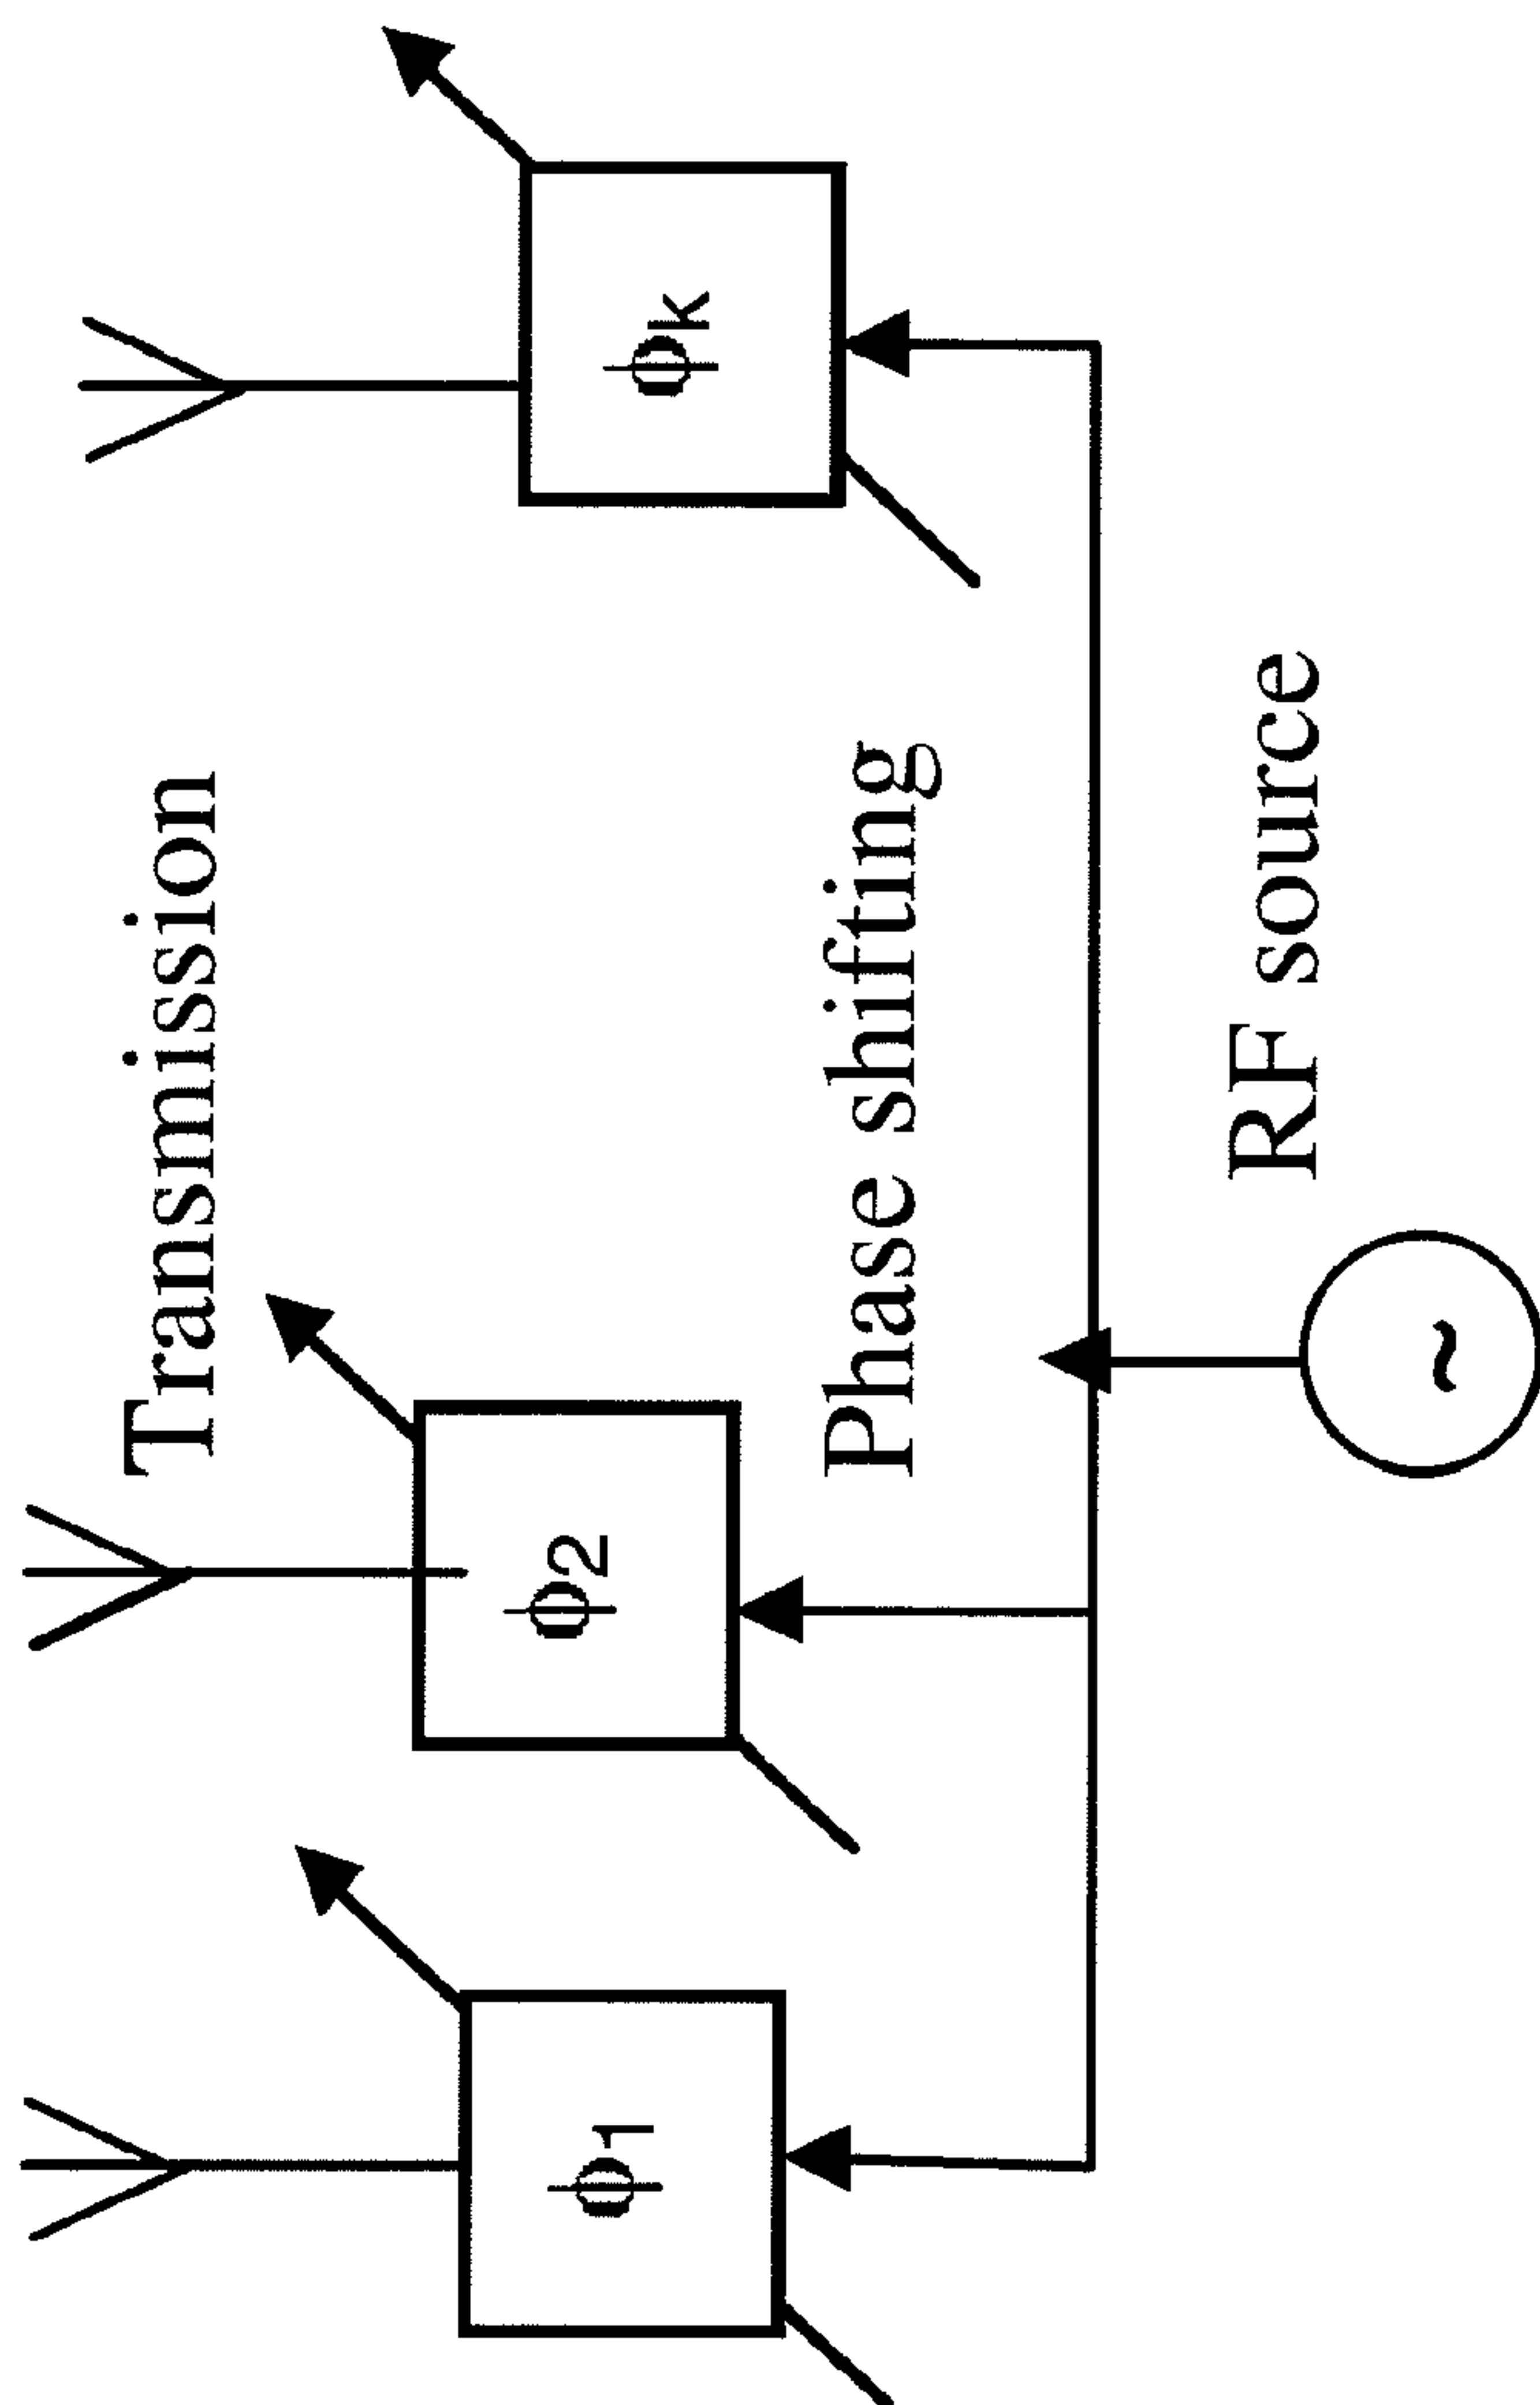 Transmission
ϕ1
ϕ2
ϕK
Phase shifting
RF source
~